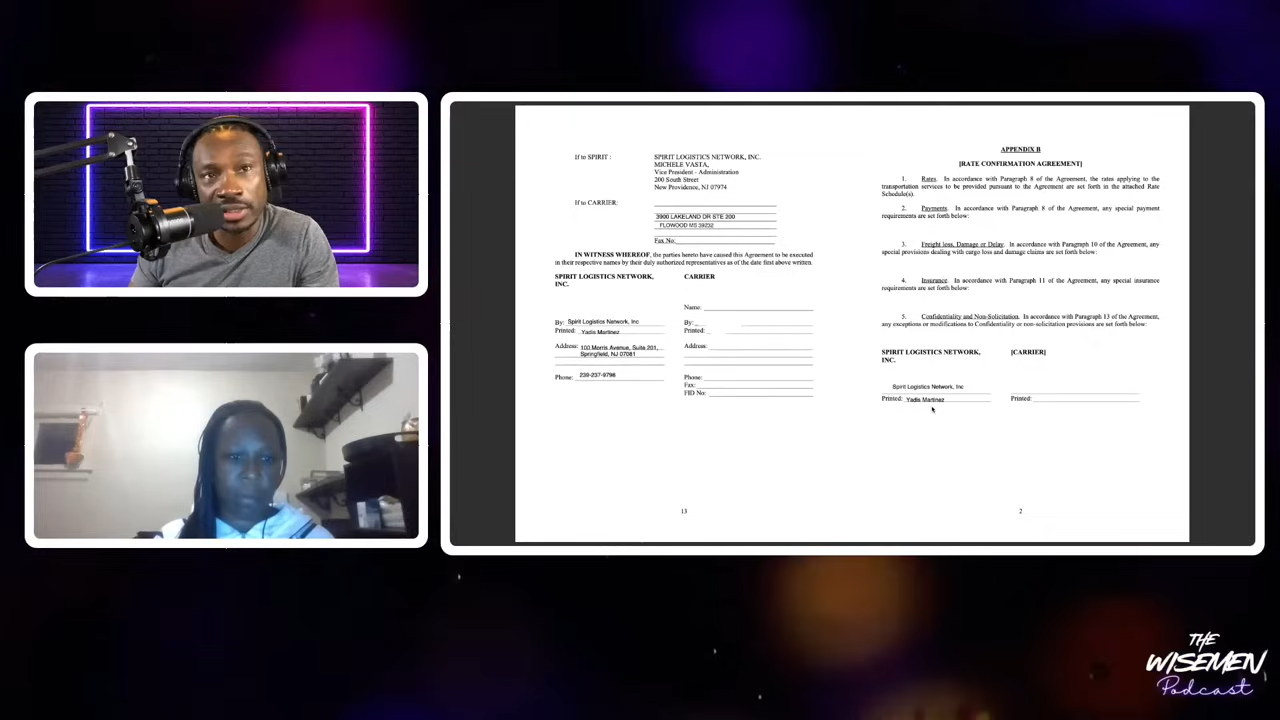 If to SPIRIT :
SPIRIT LOGISTICS NETWORK, INC.
MICHELE VASTA,
Vice President - Administration
200 South Street
New Providence, NJ 07974
If to CARRIER:
3900 LAKELAND DR STE 200
FLOWOOD MS 39232
Fax No:
IN WITNESS WHEREOF, the parties hereto have caused this Agreement to be executed
in their respective names by their duly authorized representatives as of the date first above written.
SPIRIT LOGISTICS NETWORK,
INC.
By: Spirit Logistics Network, Inc
Printed: Yadis Martinez
Address: 100 Morris Avenue, Suite 201,
Springfield, NJ 07081
Phone: 239-237-9796
CARRIER
Name:
By:
Printed:
Address:
Phone:
Fax:
FID No:
13
APPENDIX B
[RATE CONFIRMATION AGREEMENT]
1. Rates. In accordance with Paragraph 8 of the Agreement, the rates applying to the
transportation services to be provided pursuant to the Agreement are set forth in the attached Rate
Schedule(s).
2. Payments. In accordance with Paragraph 8 of the Agreement, any special payment
requirements are set forth below:
3. Freight loss, Damage or Delay. In accordance with Paragraph 10 of the Agreement, any
special provisions dealing with cargo loss and damage claims are set forth below:
4. Insurance. In accordance with Paragraph 11 of the Agreement, any special insurance
requirements are set forth below:
5. Confidentiality and Non-Solicitation. In accordance with Paragraph 13 of the Agreement,
any exceptions or modifications to Confidentiality or non-solicitation provisions are set forth below:
SPIRIT LOGISTICS NETWORK,
INC.
[CARRIER]
Spirit Logistics Network, Inc
Printed: Yadis Martinez
Printed:
2
THE
WISEMEN
Podcast